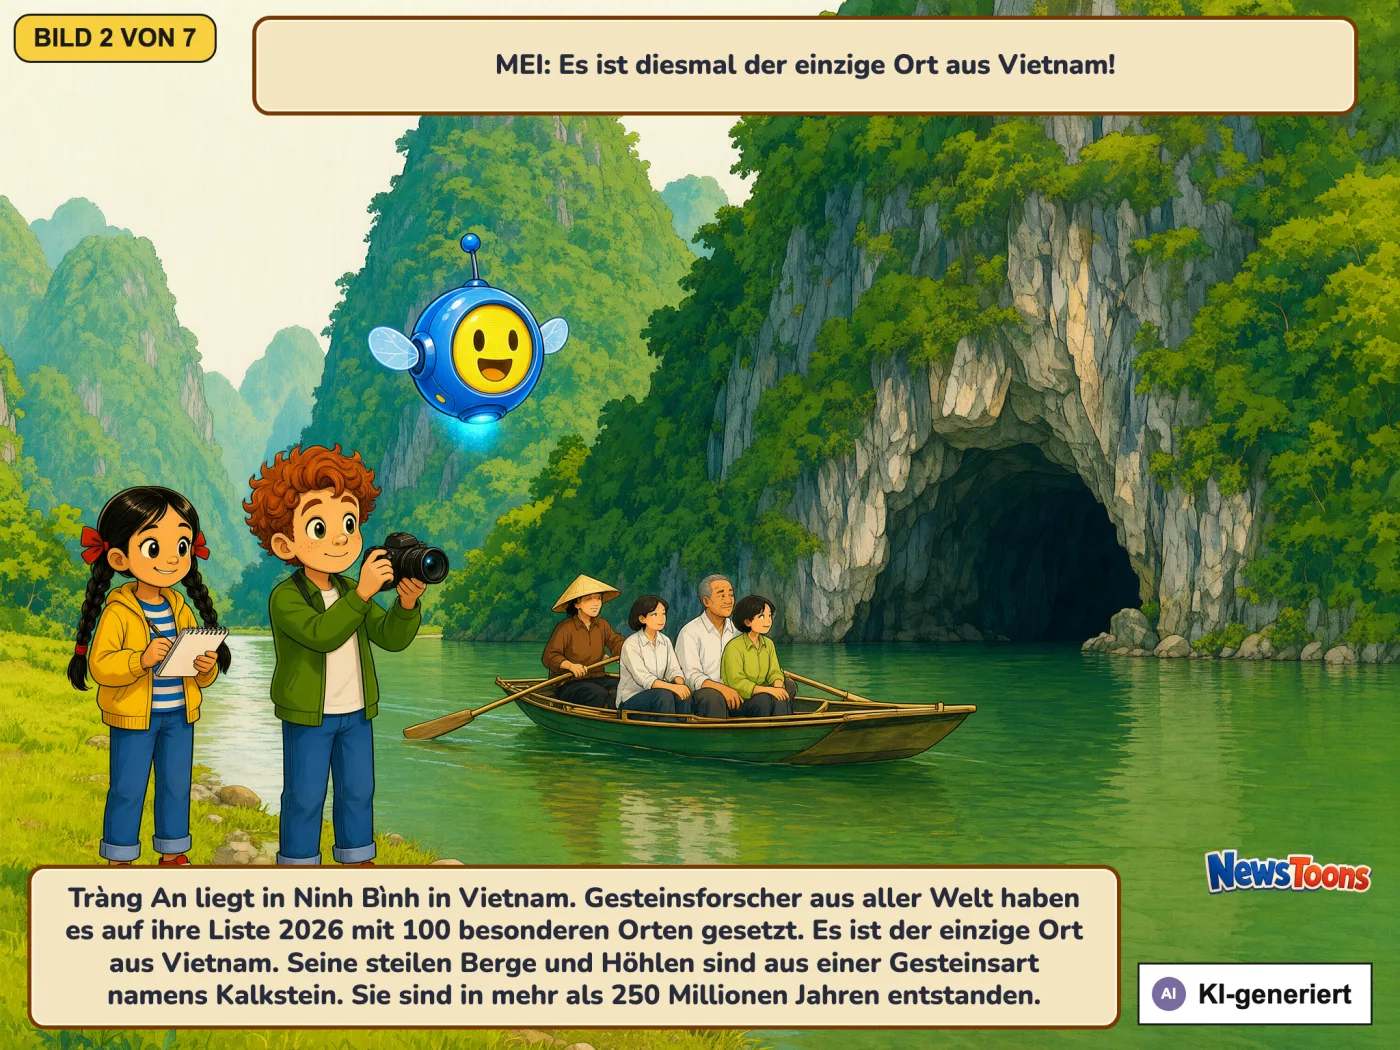 BILD 2 VON 7
MEI: Es ist diesmal der einzige Ort aus Vietnam!
Tràng An liegt in Ninh Bình in Vietnam. Gesteinsforscher aus aller Welt haben
es auf ihre Liste 2026 mit 100 besonderen Orten gesetzt. Es ist der einzige Ort
aus Vietnam. Seine steilen Berge und Höhlen sind aus einer Gesteinsart
namens Kalkstein. Sie sind in mehr als 250 Millionen Jahren entstanden.
NewsToons
AI KI-generiert